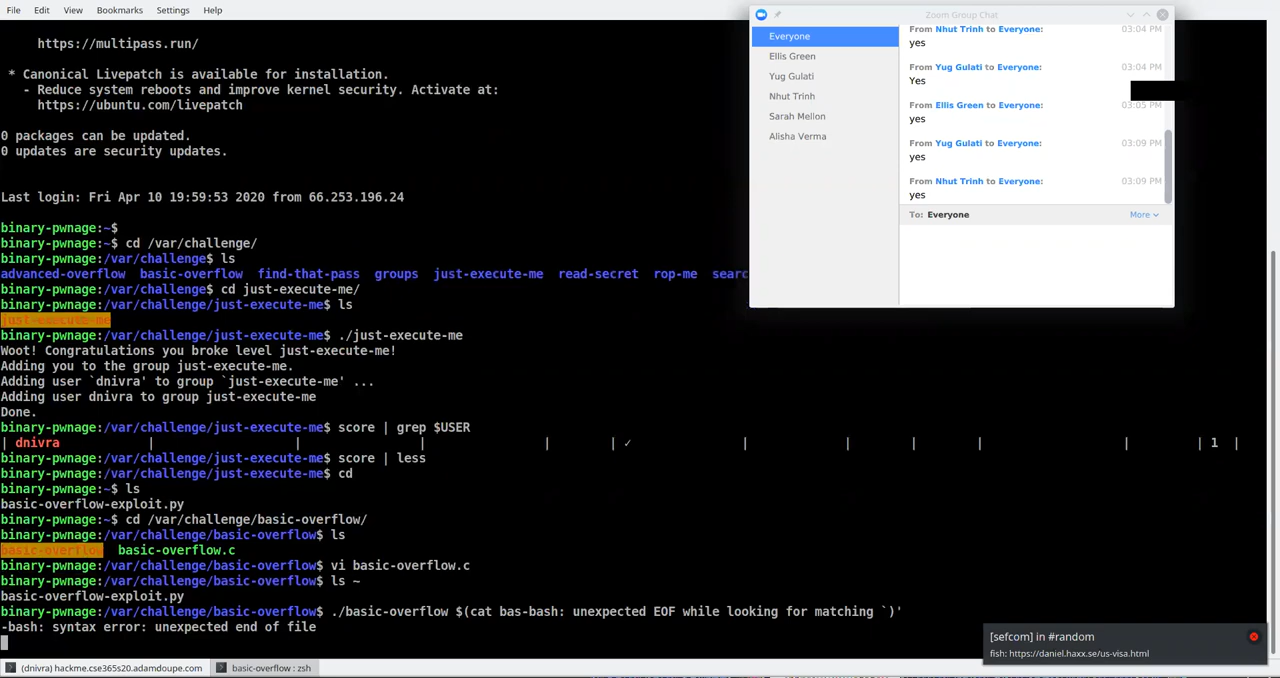 File Edit View Bookmarks Settings Help
https://multipass.run/
* Canonical Livepatch is available for installation.
- Reduce system reboots and improve kernel security. Activate at:
https://ubuntu.com/livepatch
0 packages can be updated.
0 updates are security updates.
Last login: Fri Apr 10 19:59:53 2020 from 66.253.196.24
binary-pwnage:~$
binary-pwnage:~$ cd /var/challenge/
binary-pwnage:/var/challenge$ ls
advanced-overflow basic-overflow find-that-pass groups just-execute-me read-secret rop-me searc
binary-pwnage:/var/challenge$ cd just-execute-me/
binary-pwnage:/var/challenge/just-execute-me$ ls
just-execute-me
binary-pwnage:/var/challenge/just-execute-me$ ./just-execute-me
Woot! Congratulations you broke level just-execute-me!
Adding you to the group just-execute-me.
Adding user `dnivra' to group `just-execute-me' ...
Adding user dnivra to group just-execute-me
Done.
binary-pwnage:/var/challenge/just-execute-me$ score | grep $USER
| dnivra | | | | | ✓ | | | | | | 1 |
binary-pwnage:/var/challenge/just-execute-me$ score | less
binary-pwnage:/var/challenge/just-execute-me$ cd
binary-pwnage:~$ ls
basic-overflow-exploit.py
binary-pwnage:~$ cd /var/challenge/basic-overflow/
binary-pwnage:/var/challenge/basic-overflow$ ls
basic-overflow basic-overflow.c
binary-pwnage:/var/challenge/basic-overflow$ vi basic-overflow.c
binary-pwnage:/var/challenge/basic-overflow$ ls ~
basic-overflow-exploit.py
binary-pwnage:/var/challenge/basic-overflow$ ./basic-overflow $(cat bas-bash: unexpected EOF while looking for matching `)'
-bash: syntax error: unexpected end of file
(dnivra) hackme.cse365s20.adamdoupe.com
basic-overflow : zsh
Zoom Group Chat
Everyone
Ellis Green
Yug Gulati
Nhut Trinh
Sarah Mellon
Alisha Verma
From Nhut Trinh to Everyone: 03:04 PM
yes
From Yug Gulati to Everyone: 03:04 PM
Yes
From Ellis Green to Everyone: 03:05 PM
yes
From Yug Gulati to Everyone: 03:09 PM
yes
From Nhut Trinh to Everyone: 03:09 PM
yes
To: Everyone More
[sefcom] in #random
fish: https://daniel.haxx.se/us-visa.html